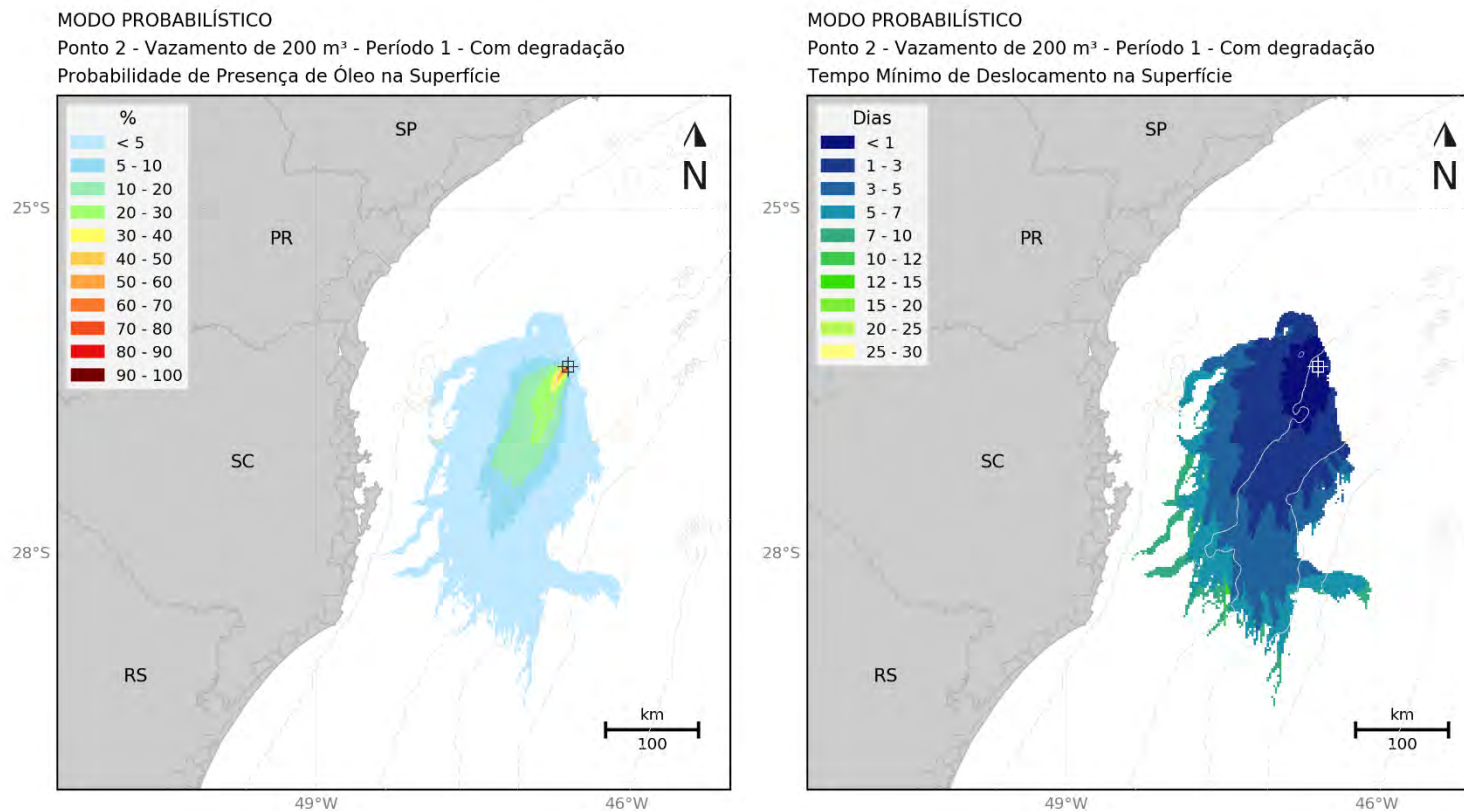 MODO PROBABILÍSTICO
Ponto 2 - Vazamento de 200 m³ - Período 1 - Com degradação
Probabilidade de Presença de Óleo na Superfície
%
< 5
5 - 10
10 - 20
20 - 30
30 - 40
40 - 50
50 - 60
60 - 70
70 - 80
80 - 90
90 - 100
SP
PR
SC
RS
N
25°S
28°S
49°W
46°W
km
100
MODO PROBABILÍSTICO
Ponto 2 - Vazamento de 200 m³ - Período 1 - Com degradação
Tempo Mínimo de Deslocamento na Superfície
Dias
< 1
1 - 3
3 - 5
5 - 7
7 - 10
10 - 12
12 - 15
15 - 20
20 - 25
25 - 30
SP
PR
SC
RS
N
25°S
28°S
49°W
46°W
km
100